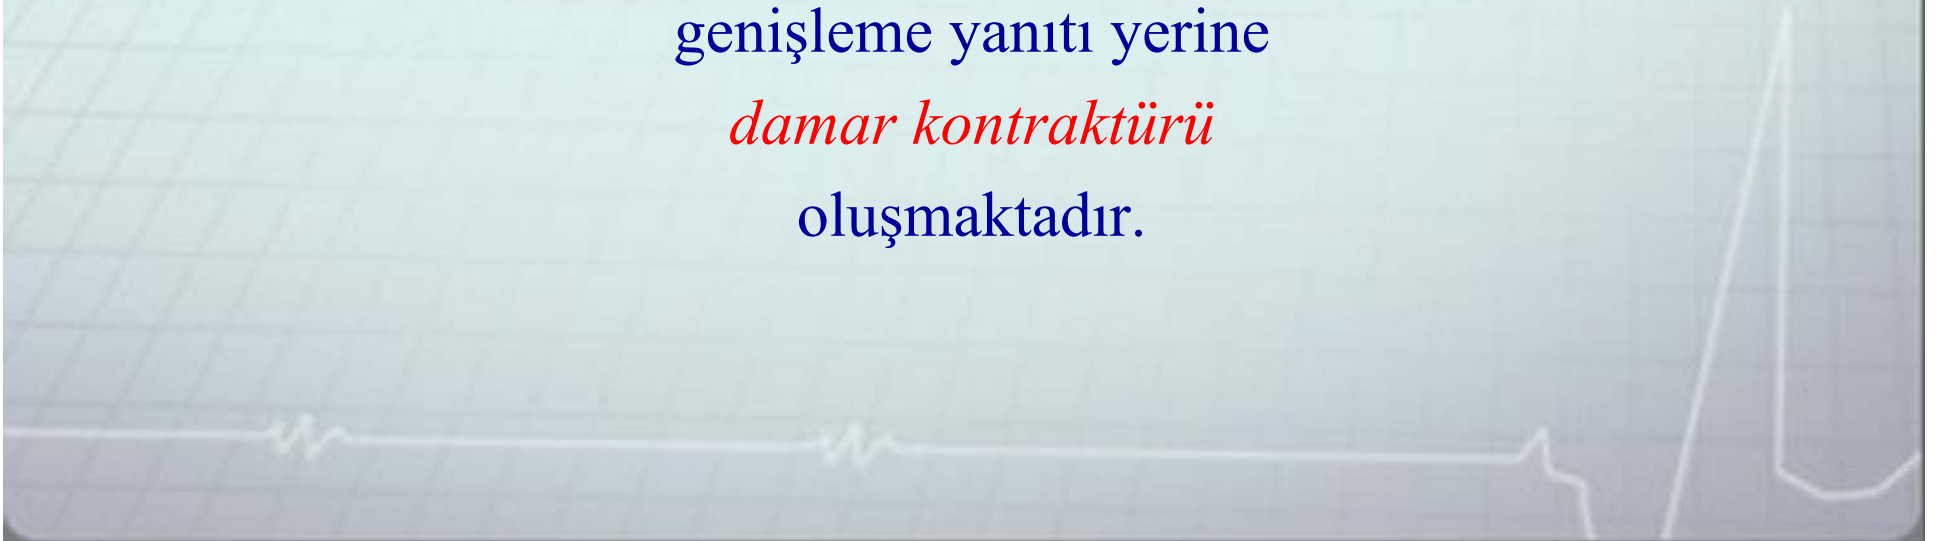 genişleme yanıtı yerine
damar kontraktürü
oluşmaktadır.